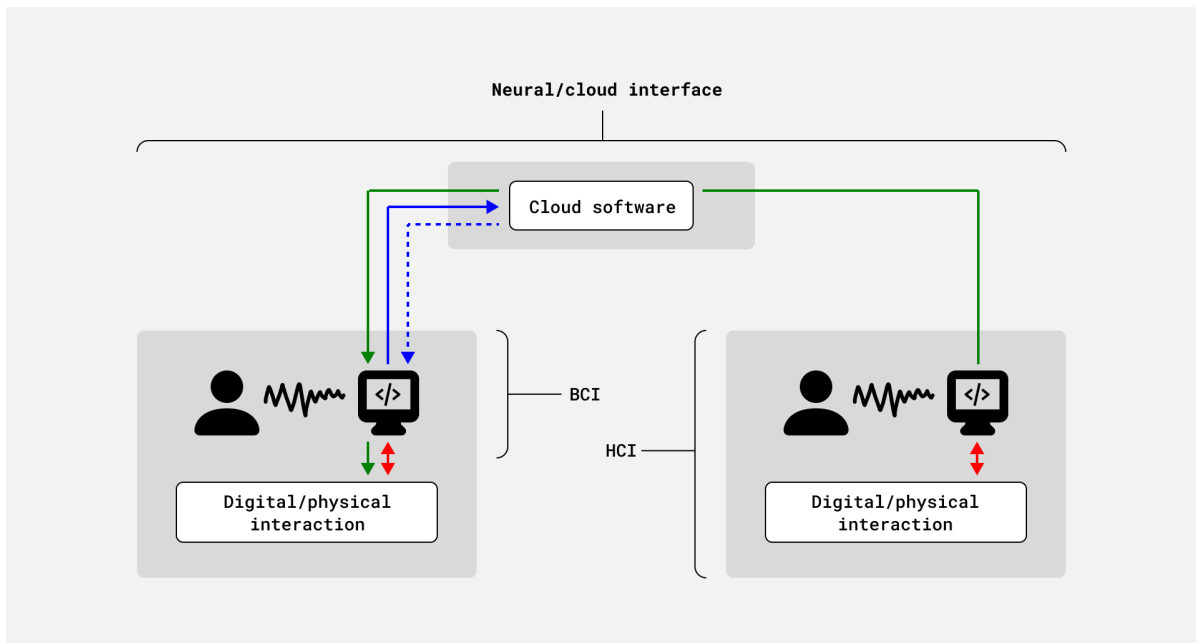 Neural/cloud interface
Cloud software
</>
</>
BCI
HCI
Digital/physical
interaction
Digital/physical
interaction